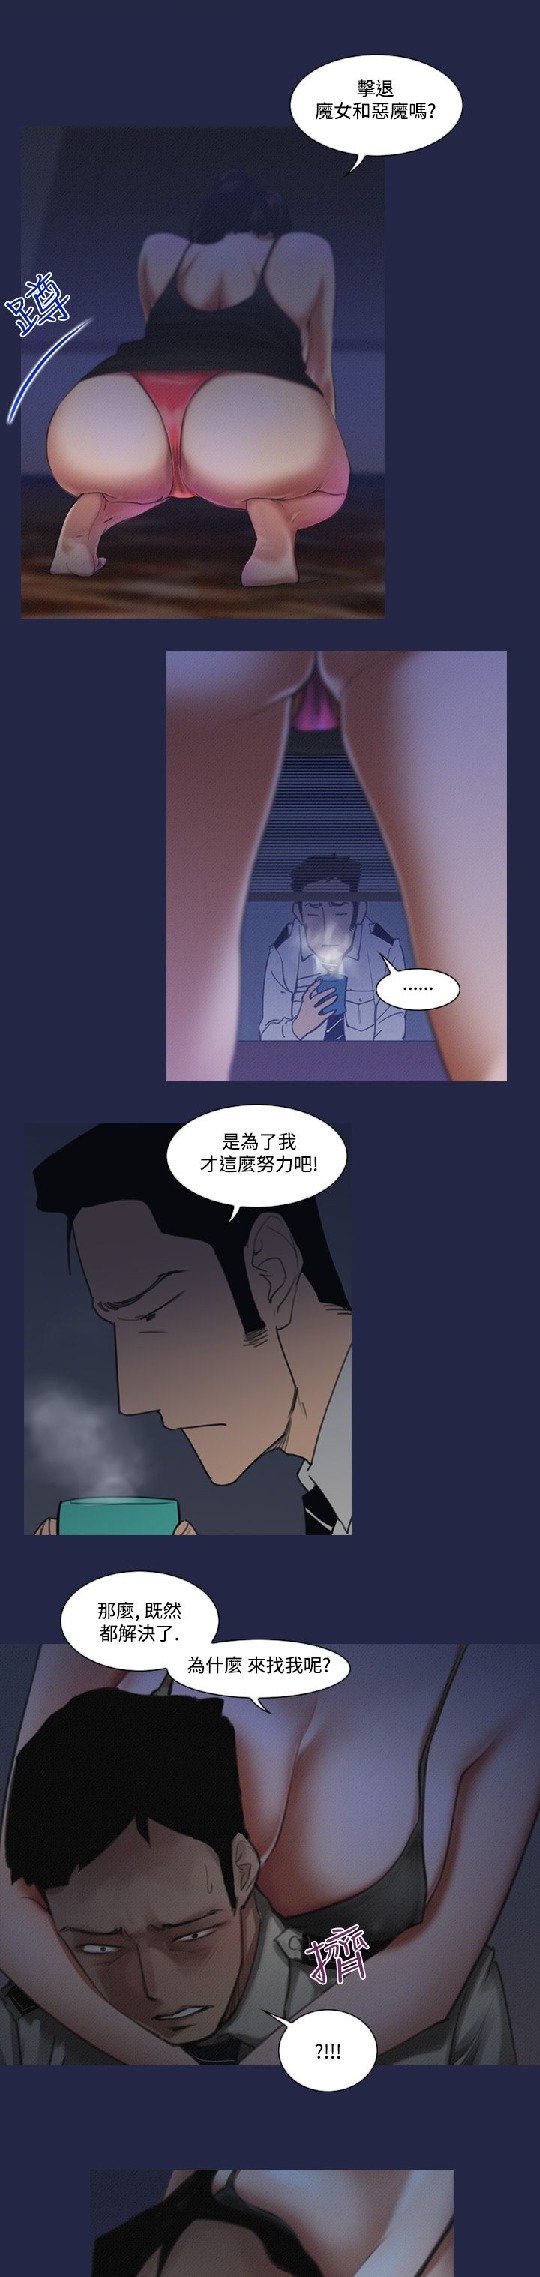 擊退
魔女和惡魔嗎?
蹲
......
是為了我
才這麼努力吧!
那麼, 既然
都解決了.
為什麼 來找我呢?
擠
?!!!